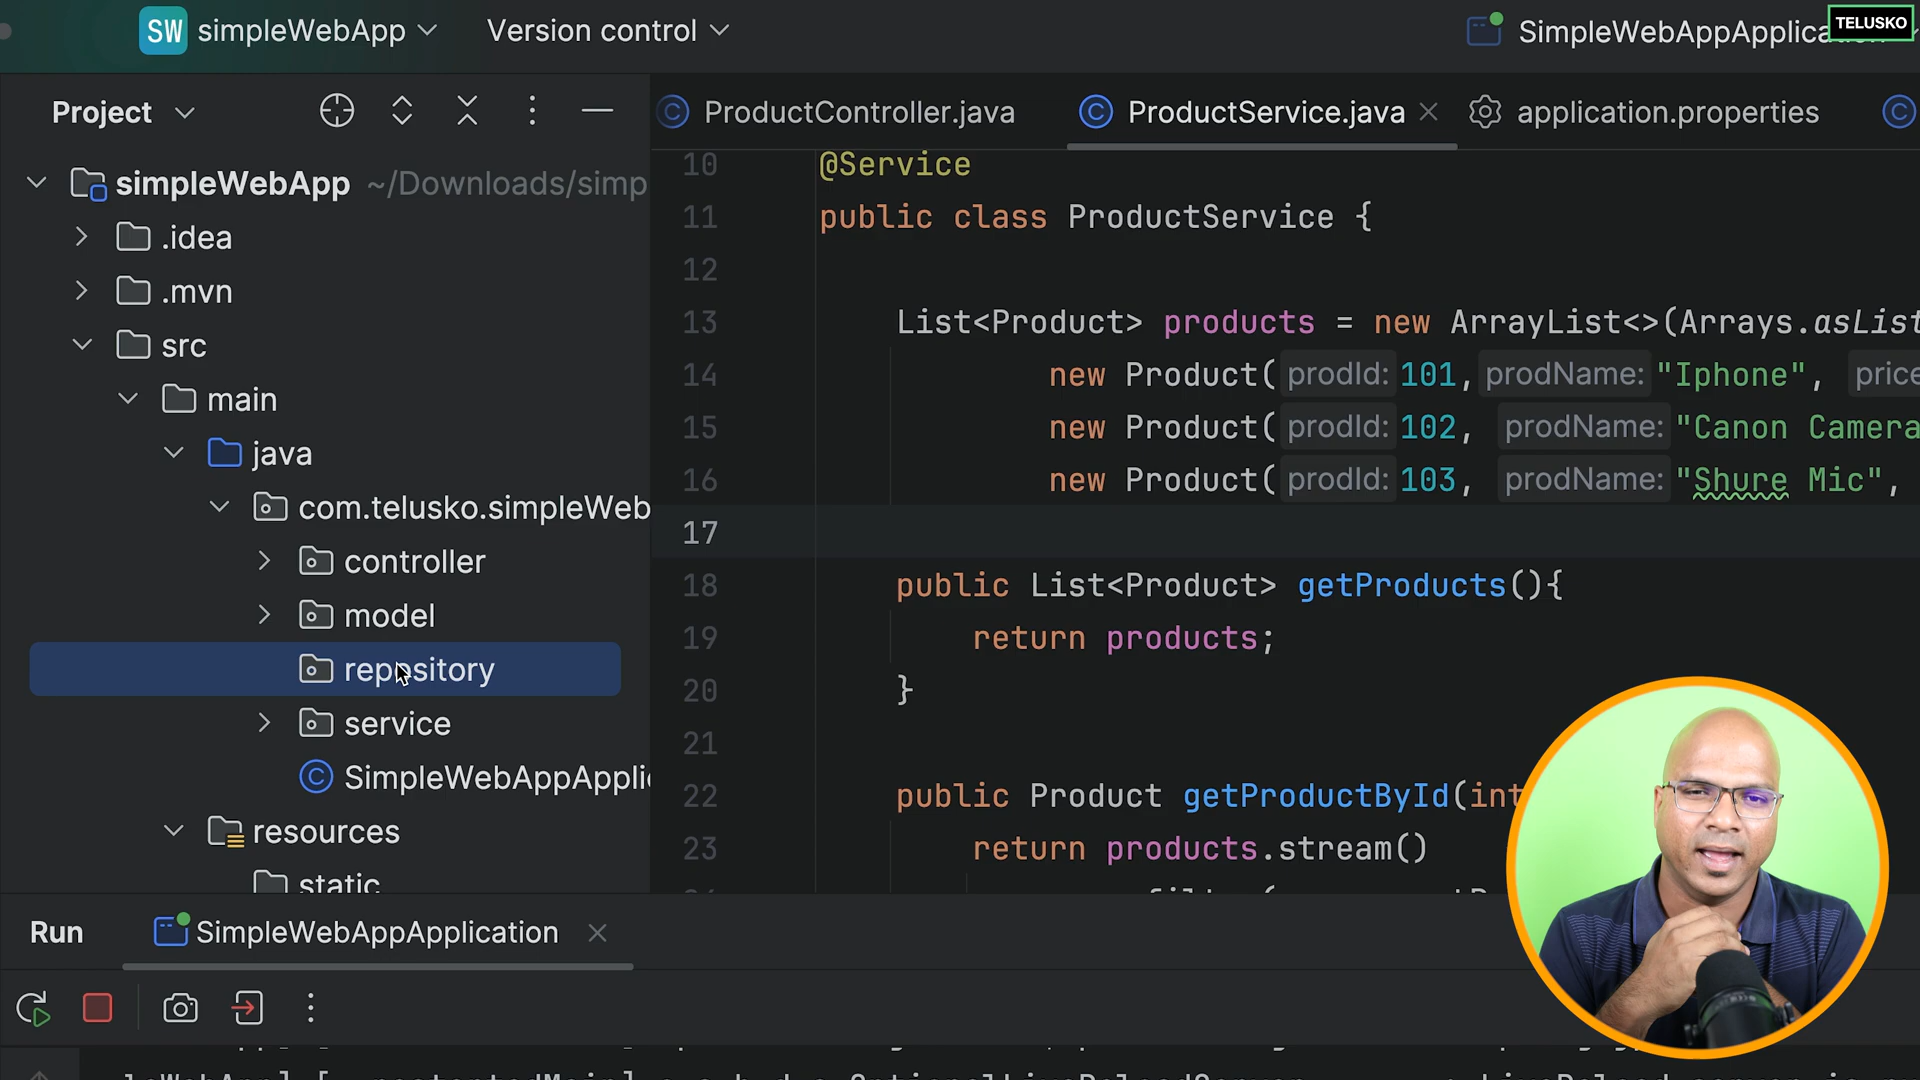 SW simpleWebApp Version control SimpleWebAppApplica
TELUSKO
Project
ProductController.java ProductService.java application.properties
simpleWebApp ~/Downloads/simp
.idea
.mvn
src
main
java
com.telusko.simpleWeb
controller
model
repository
service
SimpleWebAppApplic
resources
static
10 @Service
11 public class ProductService {
12
13 List<Product> products = new ArrayList<>(Arrays.asList
14 new Product( prodId: 101, prodName: "Iphone", price
15 new Product( prodId: 102, prodName: "Canon Camera
16 new Product( prodId: 103, prodName: "Shure Mic",
17
18 public List<Product> getProducts(){
19 return products;
20 }
21
22 public Product getProductById(int
23 return products.stream()
Run SimpleWebAppApplication